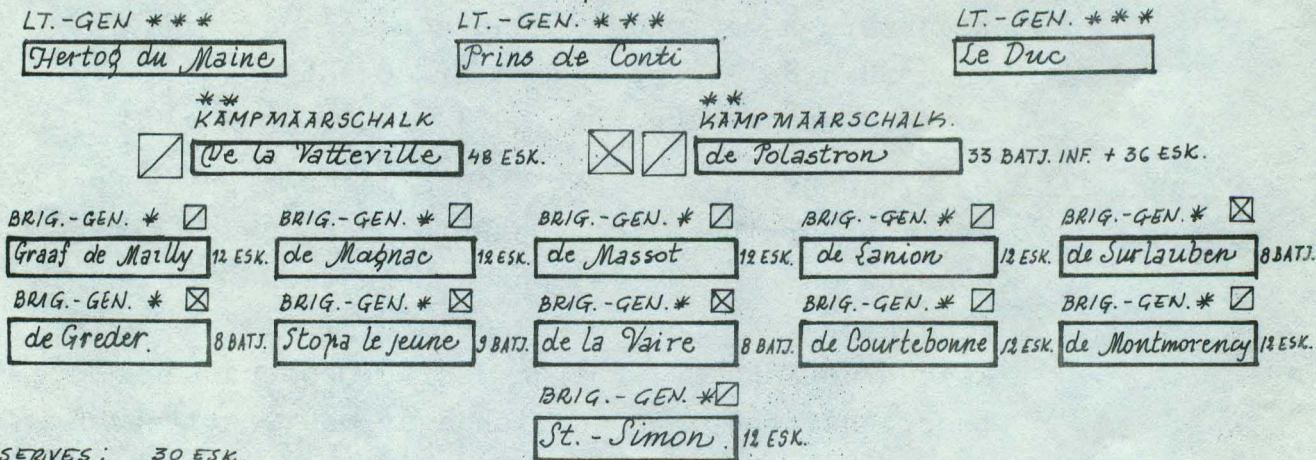 LT.-GEN *** LT.-GEN. *** LT.-GEN. ***
Hertog du Maine Prins de Conti Le Duc
** **
KAMPMAARSCHALK KAMPMAARSCHALK.
De la Vatteville 48 ESK. de Polastron 33 BATJ. INF. + 36 ESK.
BRIG.-GEN. * BRIG.-GEN. * BRIG.-GEN. * BRIG.-GEN. * BRIG.-GEN. *
Graaf de Mailly 12 ESK. de Magnac 12 ESK. de Massot 12 ESK. de Lanion 12 ESK. de Surlauben 8 BATJ.
BRIG.-GEN. * BRIG.-GEN. * BRIG.-GEN. * BRIG.-GEN. * BRIG.-GEN. *
de Greder. 8 BATJ. Stopa le jeune 9 BATJ. de la Vaire 8 BATJ. de Courtebonne 12 ESK. de Montmorency 12 ESK.
BRIG.-GEN. *
St.-Simon. 12 ESK.
SERVES: 30 ESK